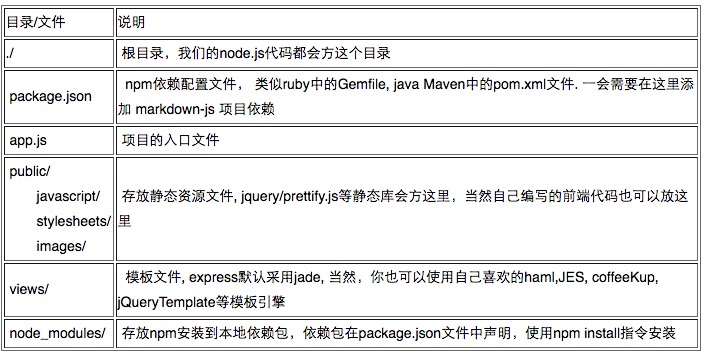 目录/文件 说明
./ 根目录，我们的node.js代码都会方这个目录
package.json npm依赖配置文件， 类似ruby中的Gemfile, java Maven中的pom.xml文件. 一会需要在这里添
加 markdown-js 项目依赖
app.js 项目的入口文件
public/
javascript/
stylesheets/
images/
存放静态资源文件, jquery/prettify.js等静态库会方这里，当然自己编写的前端代码也可以放这
里
views/ 模板文件, express默认采用jade, 当然，你也可以使用自己喜欢的haml,JES, coffeeKup,
jQueryTemplate等模板引擎
node_modules/ 存放npm安装到本地依赖包，依赖包在package.json文件中声明，使用npm install指令安装